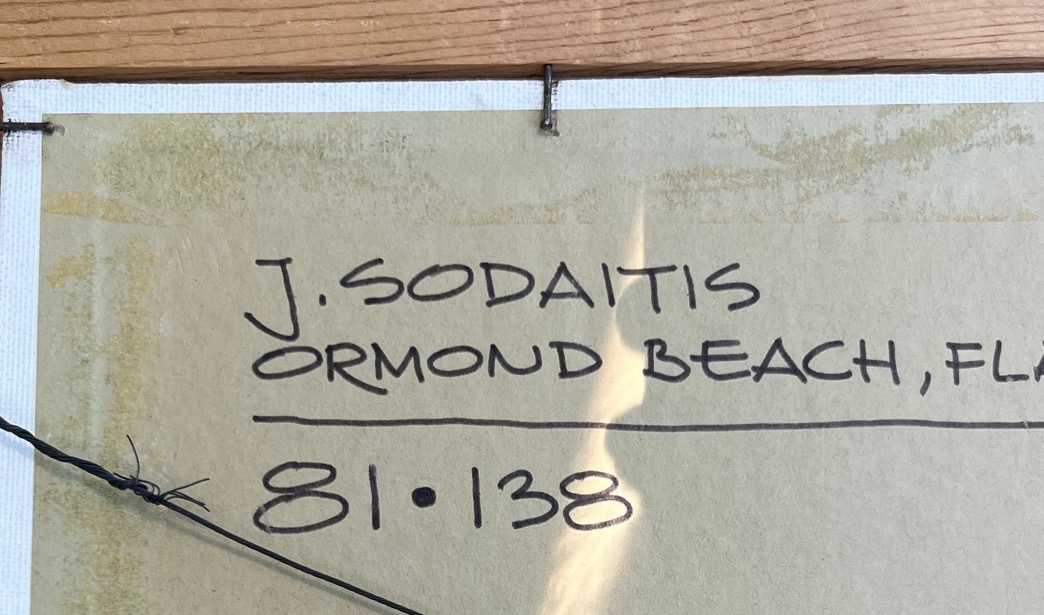 J. SODAITIS
ORMOND BEACH, FLA
81•138